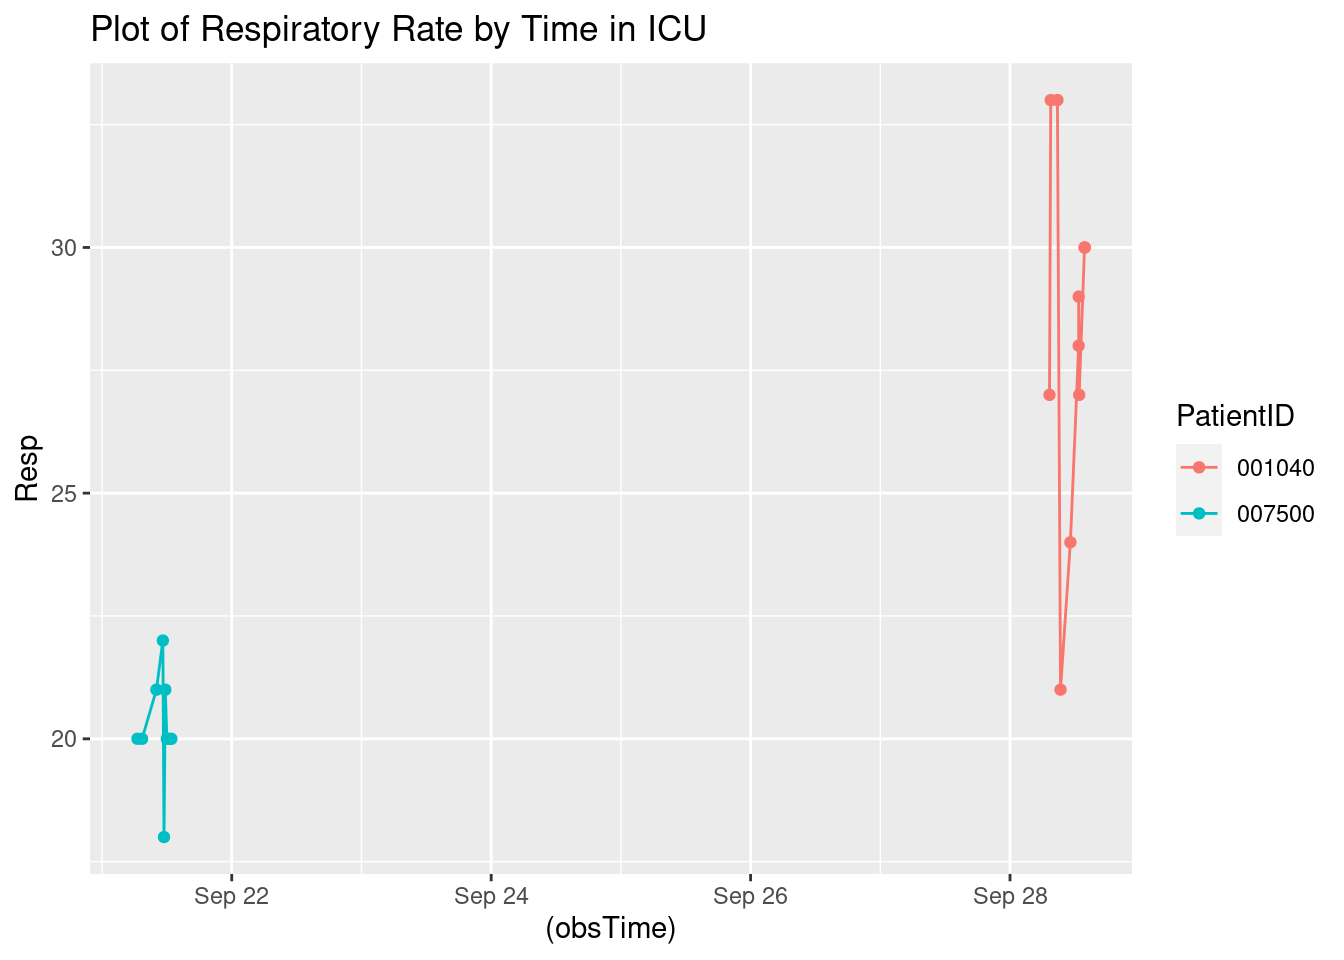 Plot of Respiratory Rate by Time in ICU
Resp
30
25
20
Sep 22
Sep 24
Sep 26
Sep 28
(obsTime)
PatientID
001040
007500